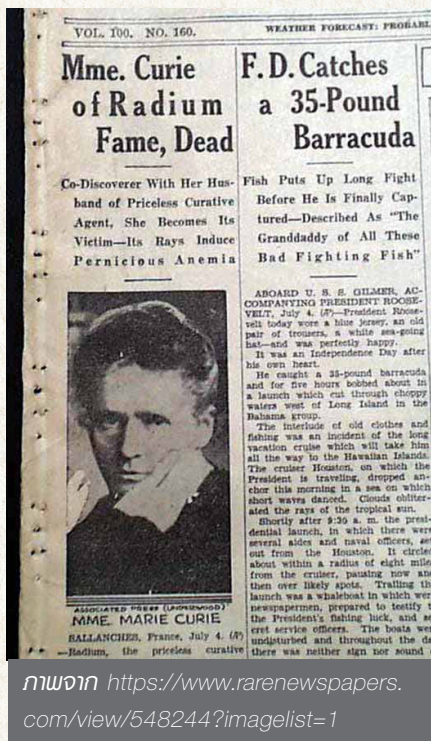 VOL. 100. NO. 160.
WEATHER FORECAST:
Mme. Curie
of Radium
Fame, Dead
Co-Discoverer With Her Hus-
band of Priceless Curative
Agent, She Becomes Its
Victim—Its Rays Induce
Pernicious Anemia
ASSOCIATED PRESS (UNDERWOOD)
MME. MARIE CURIE
SALLANCHES, France, July 4. (AP)
—Radium, the priceless curative
F. D. Catches
a 35-Pound
Barracuda
Fish Puts Up Long Fight
Before He Is Finally Cap-
tured—Described As "The
Granddaddy of All These
Bad Fighting Fish"
ABOARD U. S. S. GILMER, AC-
COMPANYING PRESIDENT ROOSE-
VELT, July 4. (AP)—President Roose-
velt today wore a blue jersey, an old
pair of trousers, a white sea-going
hat—and was perfectly happy.
It was an Independence Day after
his own heart.
He caught a 35-pound barracuda
and for five hours bobbed about in
a launch which cut through choppy
waters west of Long Island in the
Bahama group.
The interlude of old clothes and
fishing was an incident of the long
vacation cruise which will take him
all the way to the Hawaiian Islands.
The cruiser Houston, on which the
President is traveling, dropped an-
chor this morning in a sea on which
short waves danced. Clouds obliter-
ated the rays of the tropical sun.
Shortly after 9:30 a. m. the presi-
dential launch, in which there were
several aides and naval officers, set
out from the Houston. It circled
about within a radius of eight miles
from the cruiser, pausing now and
then over likely spots. Trailing the
launch was a whaleboat in which were
newspapermen, prepared to testify to
the President's fishing luck, and se-
cret service officers. The boats were
undisturbed and throughout the
there was neither sign nor sound
ภาพจาก https://www.rarenewspapers.
com/view/548244?imagelist=1